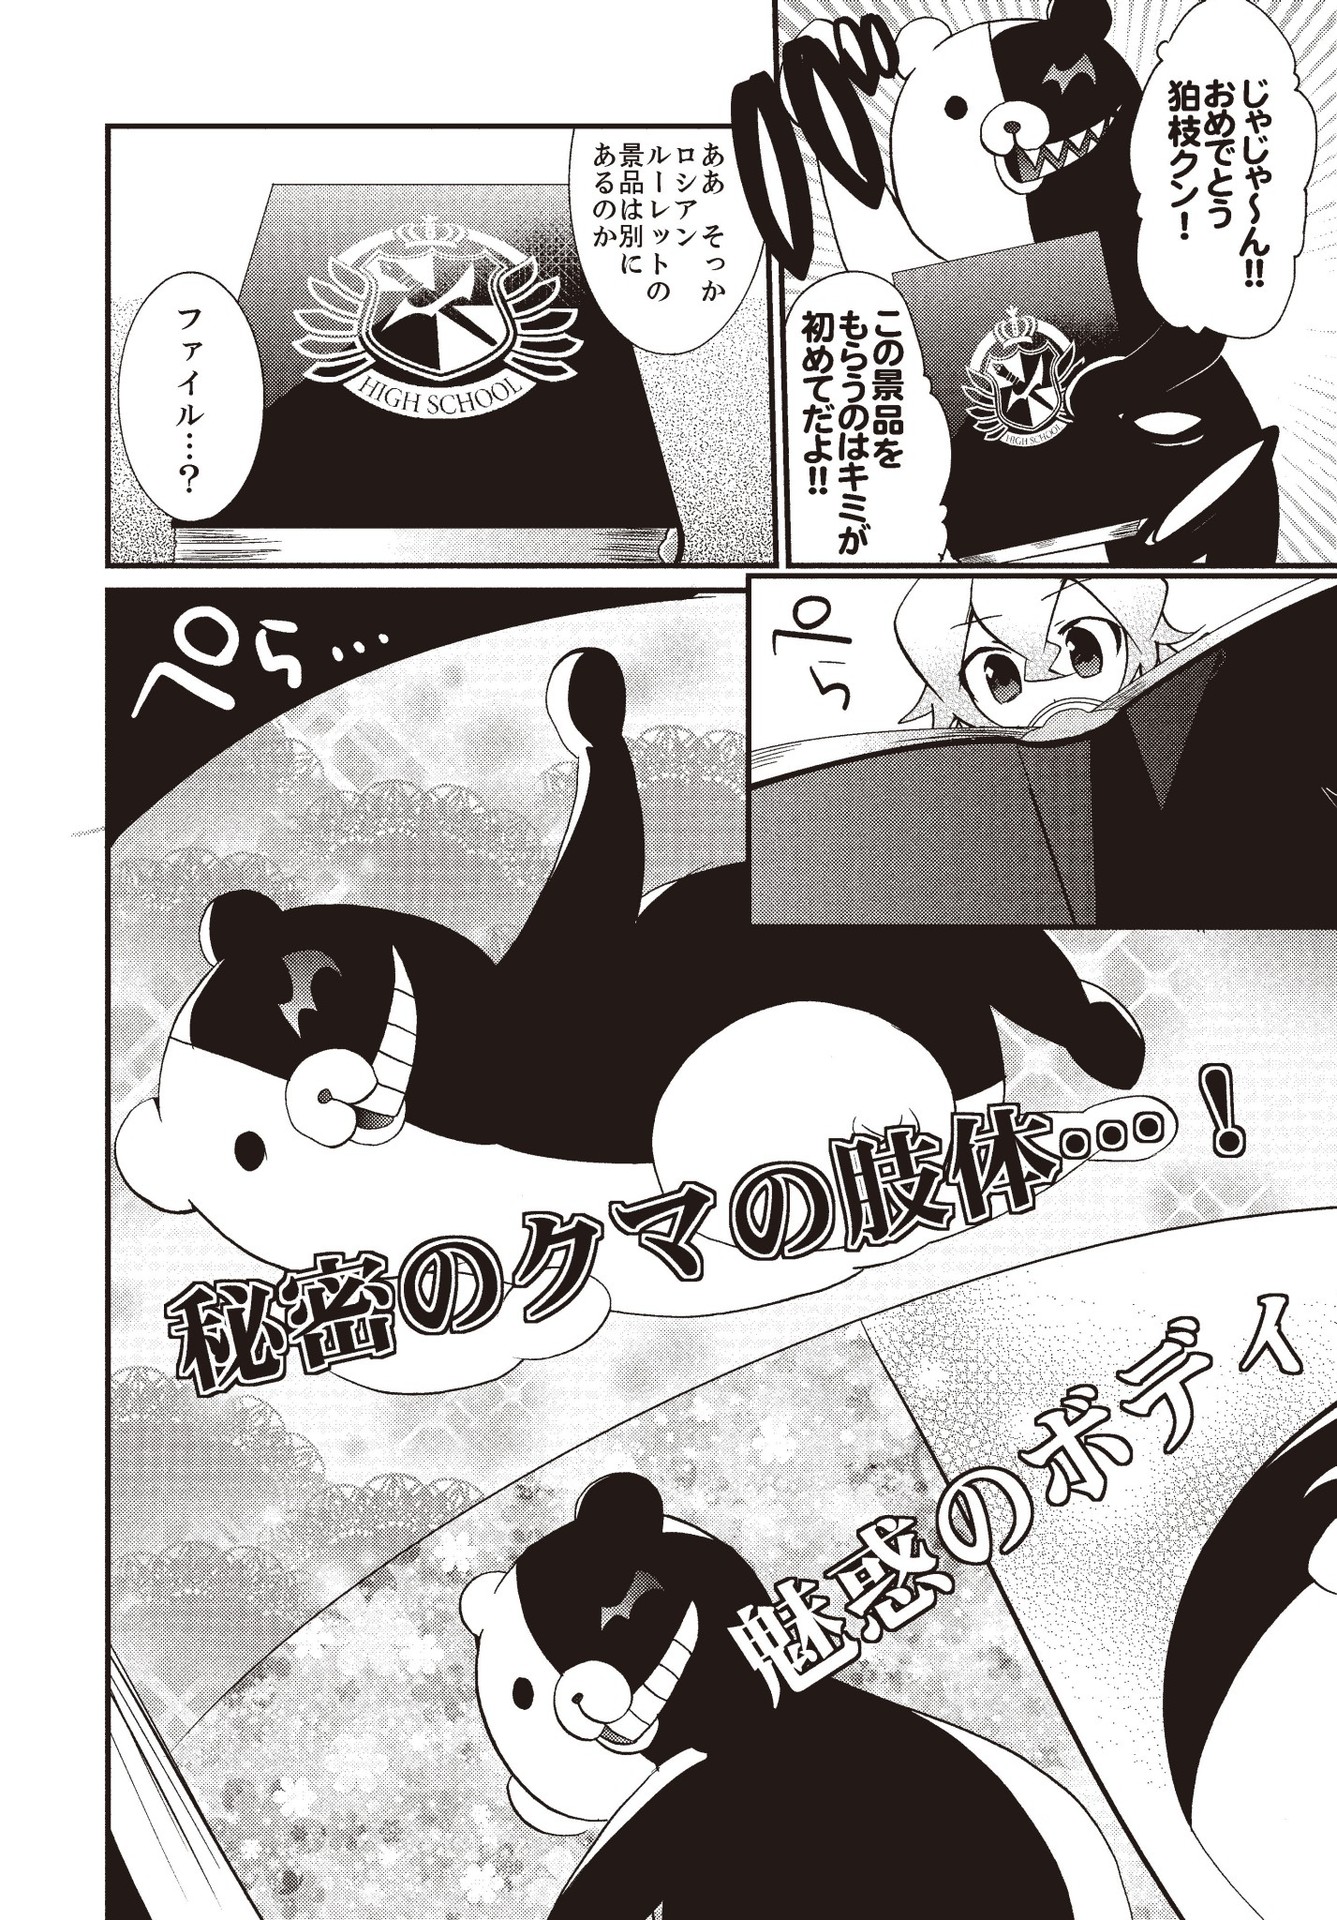 じゃじゃ～ん!!
おめでとう
狛枝クン！
この景品を
もらうのはキミが
初めてだよ!!
ああ　そっか
ロシアン
ルーレットの
景品は別に
あるのか
HIGH SCHOOL
HIGH SCHOOL
ファイル…?
ペら
ペら…
秘密のクマの肢体…！
魅惑のボディ